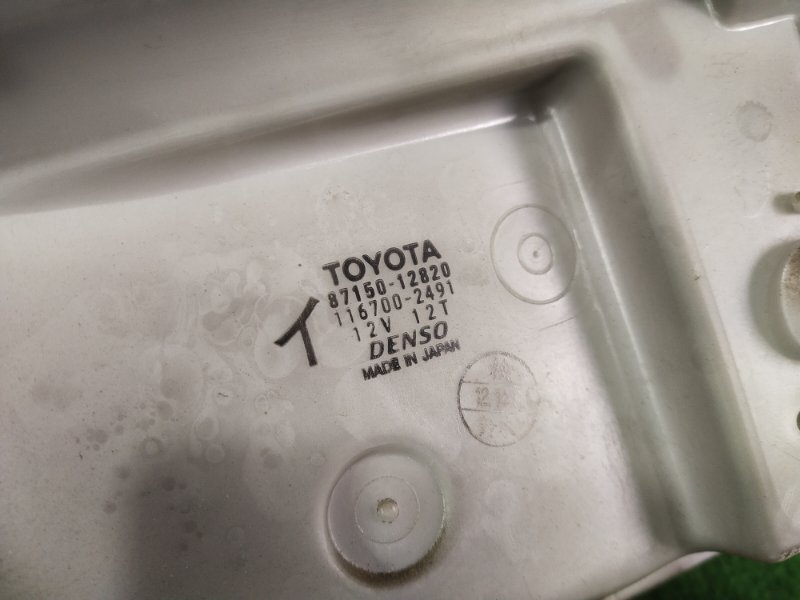 TOYOTA
87150-12820
116700-2491
イ
12V 12T
DENSO
MADE IN JAPAN